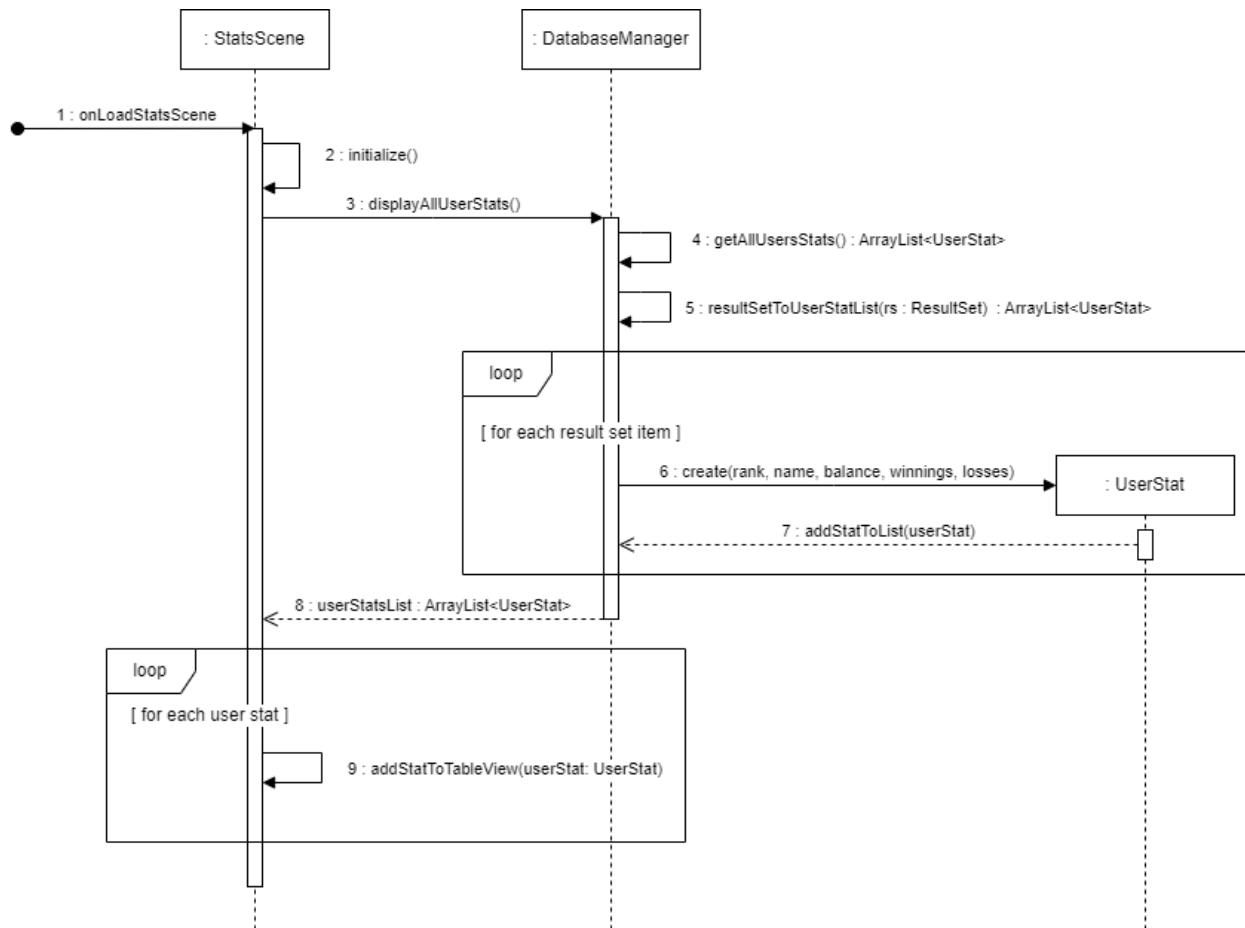 : StatsScene
: DatabaseManager
1 : onLoadStatsScene
2 : initialize()
3 : displayAllUserStats()
4 : getAllUsersStats() : ArrayList<UserStat>
5 : resultSetToUserStatList(rs : ResultSet)  : ArrayList<UserStat>
loop
[ for each result set item ]
6 : create(rank, name, balance, winnings, losses)
: UserStat
7 : addStatToList(userStat)
8 : userStatsList : ArrayList<UserStat>
loop
[ for each user stat ]
9 : addStatToTableView(userStat: UserStat)